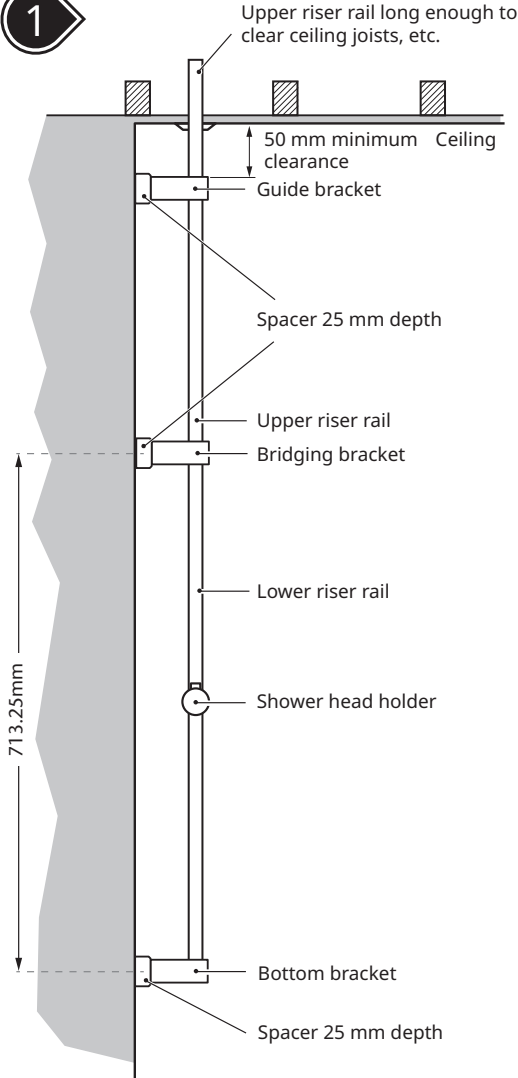 1
Upper riser rail long enough to
clear ceiling joists, etc.
50 mm minimum
clearance
Ceiling
Guide bracket
Spacer 25 mm depth
Upper riser rail
Bridging bracket
Lower riser rail
713.25mm
Shower head holder
Bottom bracket
Spacer 25 mm depth